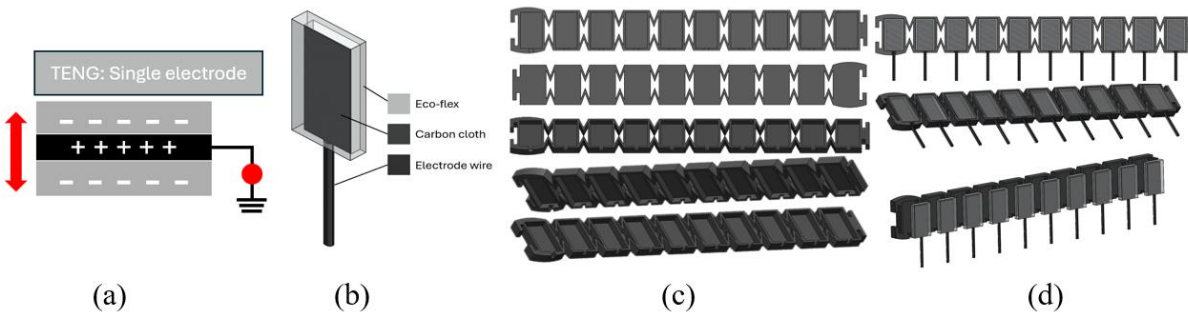 TENG: Single electrode
− − − − −
+ + + + +
− − − − −
Eco-flex
Carbon cloth
Electrode wire
(a)
(b)
(c)
(d)